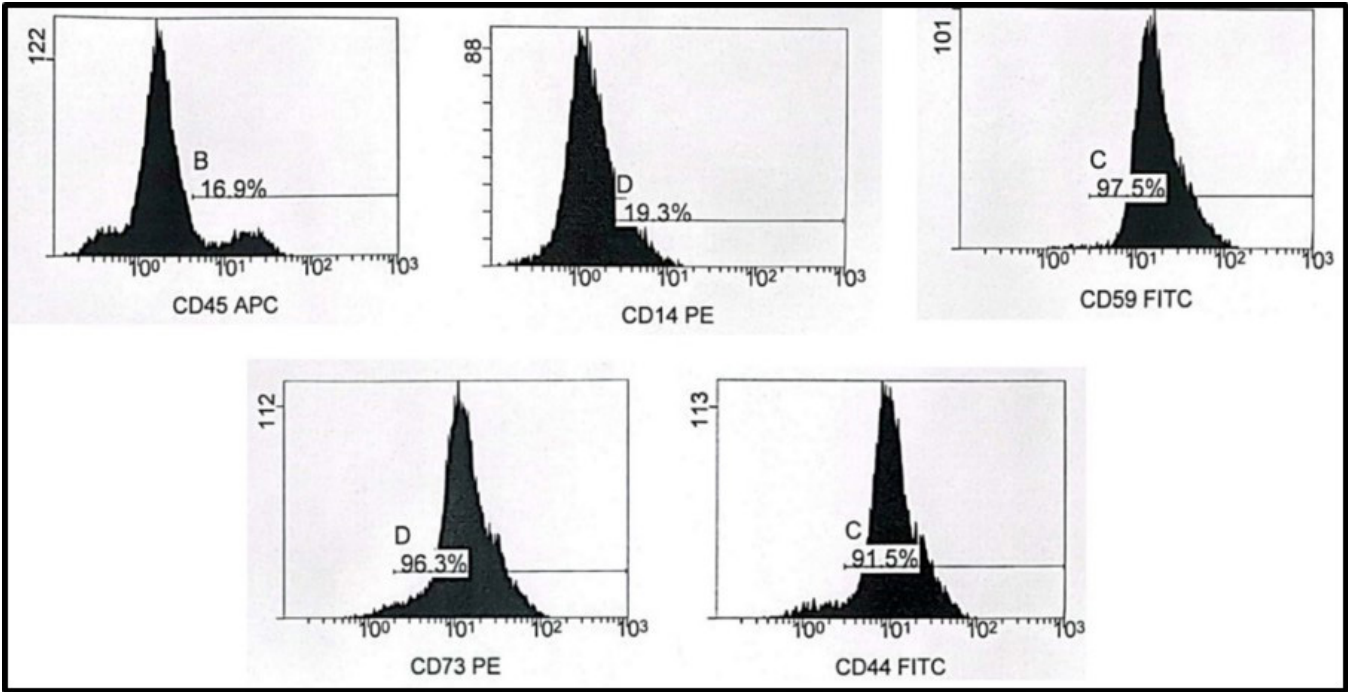 122
B
16.9%
10⁰ 10¹ 10² 10³
CD45 APC
88
D
19.3%
10⁰ 10¹ 10² 10³
CD14 PE
101
C
97.5%
10⁰ 10¹ 10² 10³
CD59 FITC
112
D
96.3%
10⁰ 10¹ 10² 10³
CD73 PE
113
C
91.5%
10⁰ 10¹ 10² 10³
CD44 FITC